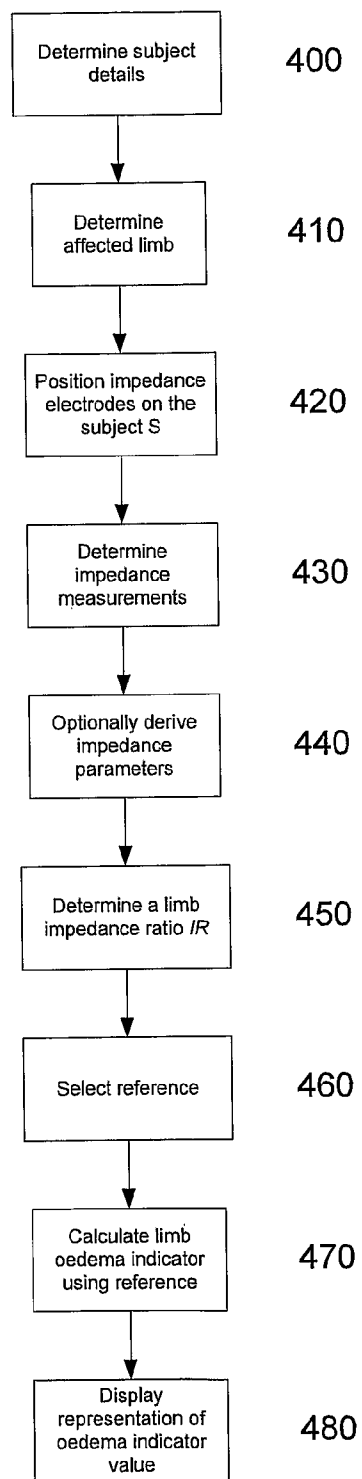 Determine subject
details
400
Determine
affected limb
410
Position impedance
electrodes on the
subject S
420
Determine
impedance
measurements
430
Optionally derive
impedance
parameters
440
Determine a limb
impedance ratio IR
450
Select reference
460
Calculate limb
oedema indicator
using reference
470
Display
representation of
oedema indicator
value
480